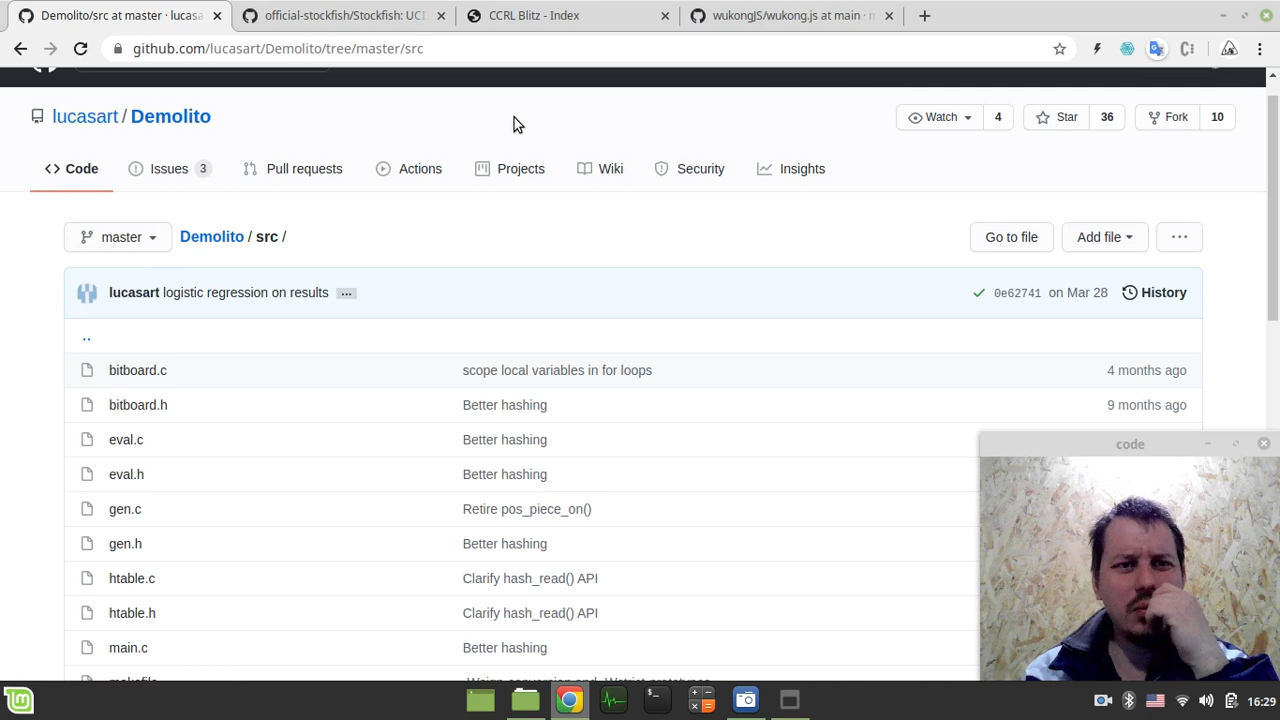 Demolito/src at master · lucasa
official-stockfish/Stockfish: UCI
CCRL Blitz - Index
wukongJS/wukong.js at main · m
github.com/lucasart/Demolito/tree/master/src
lucasart / Demolito
Watch 4
Star 36
Fork 10
Code
Issues 3
Pull requests
Actions
Projects
Wiki
Security
Insights
master
Demolito / src /
Go to file
Add file
lucasart logistic regression on results ...
0e62741 on Mar 28
History
..
bitboard.c scope local variables in for loops 4 months ago
bitboard.h Better hashing 9 months ago
eval.c Better hashing
eval.h Better hashing
gen.c Retire pos_piece_on()
gen.h Better hashing
htable.c Clarify hash_read() API
htable.h Clarify hash_read() API
main.c Better hashing
code
16:29